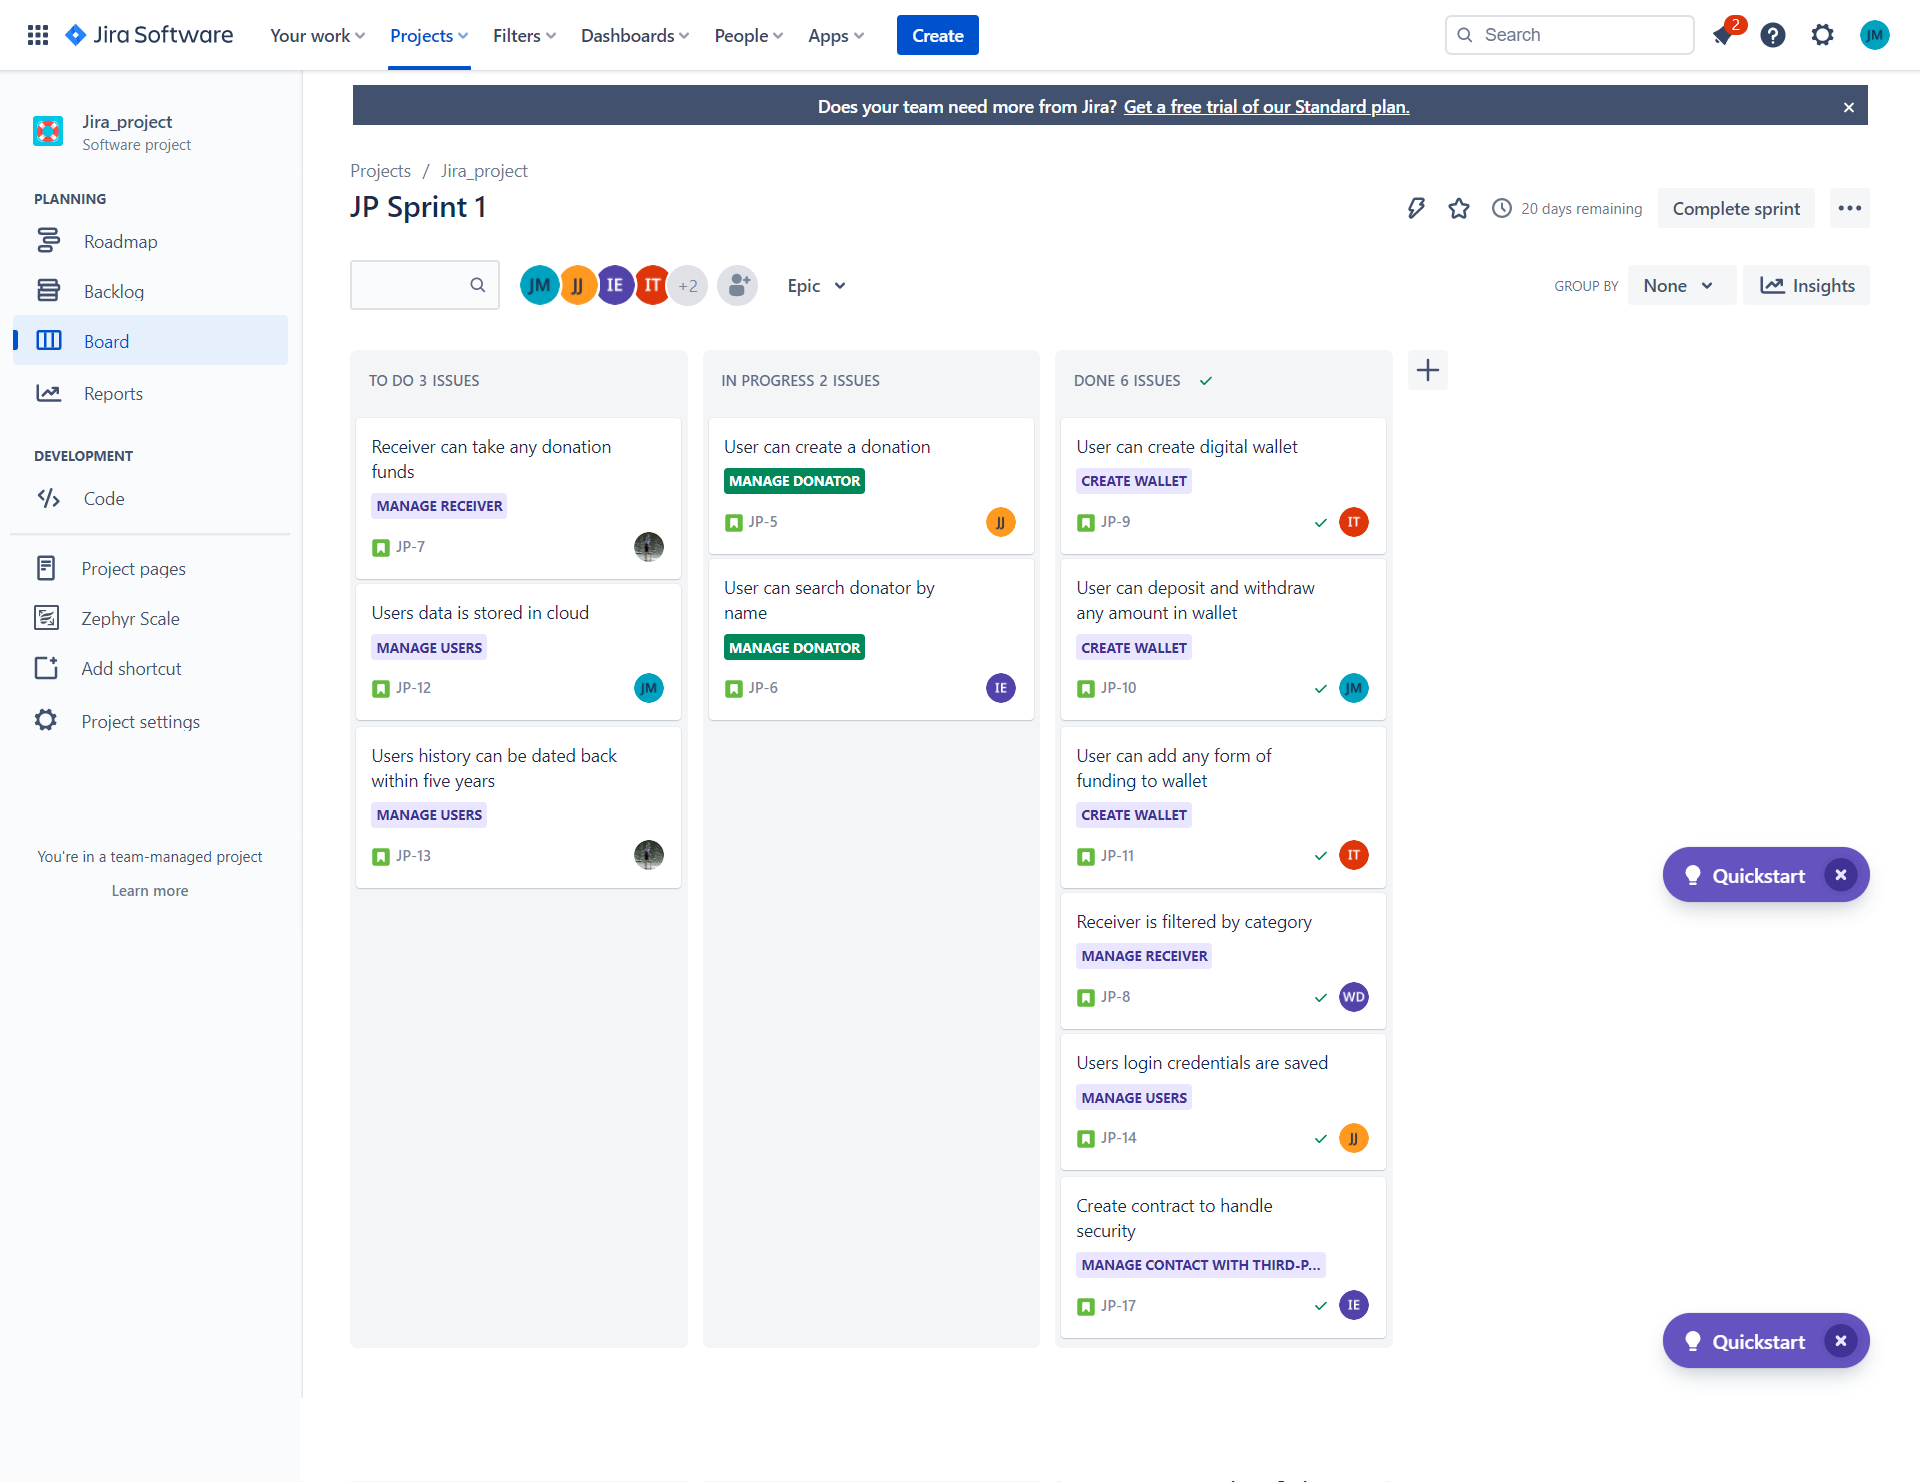 Jira Software
Your work
Projects
Filters
Dashboards
People
Apps
Create
Search
2
JM
Jira_project
Software project
PLANNING
Roadmap
Backlog
Board
Reports
DEVELOPMENT
Code
Project pages
Zephyr Scale
Add shortcut
Project settings
You're in a team-managed project
Learn more
Does your team need more from Jira? Get a free trial of our Standard plan.
Projects / Jira_project
JP Sprint 1
20 days remaining
Complete sprint
JM JJ IE IT +2
Epic
GROUP BY
None
Insights
TO DO 3 ISSUES
Receiver can take any donation
funds
MANAGE RECEIVER
JP-7
Users data is stored in cloud
MANAGE USERS
JP-12
JM
Users history can be dated back
within five years
MANAGE USERS
JP-13
IN PROGRESS 2 ISSUES
User can create a donation
MANAGE DONATOR
JP-5
JJ
User can search donator by
name
MANAGE DONATOR
JP-6
IE
DONE 6 ISSUES
User can create digital wallet
CREATE WALLET
JP-9
IT
User can deposit and withdraw
any amount in wallet
CREATE WALLET
JP-10
JM
User can add any form of
funding to wallet
CREATE WALLET
JP-11
IT
Receiver is filtered by category
MANAGE RECEIVER
JP-8
WD
Users login credentials are saved
MANAGE USERS
JP-14
JJ
Create contract to handle
security
MANAGE CONTACT WITH THIRD-P...
JP-17
IE
Quickstart
Quickstart